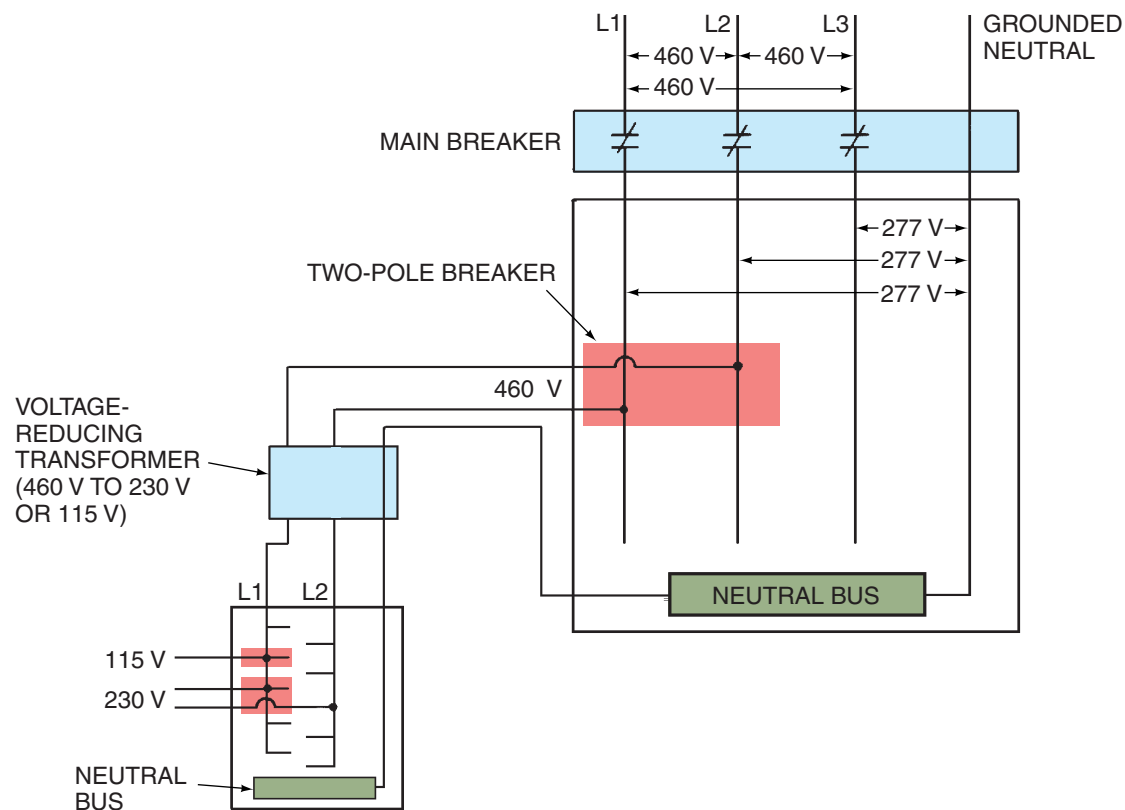 L1
L2
L3
GROUNDED
NEUTRAL
460 V
460 V
460 V
MAIN BREAKER
277 V
277 V
277 V
TWO-POLE BREAKER
460 V
VOLTAGE-
REDUCING
TRANSFORMER
(460 V TO 230 V
OR 115 V)
L1
L2
NEUTRAL BUS
115 V
230 V
NEUTRAL
BUS